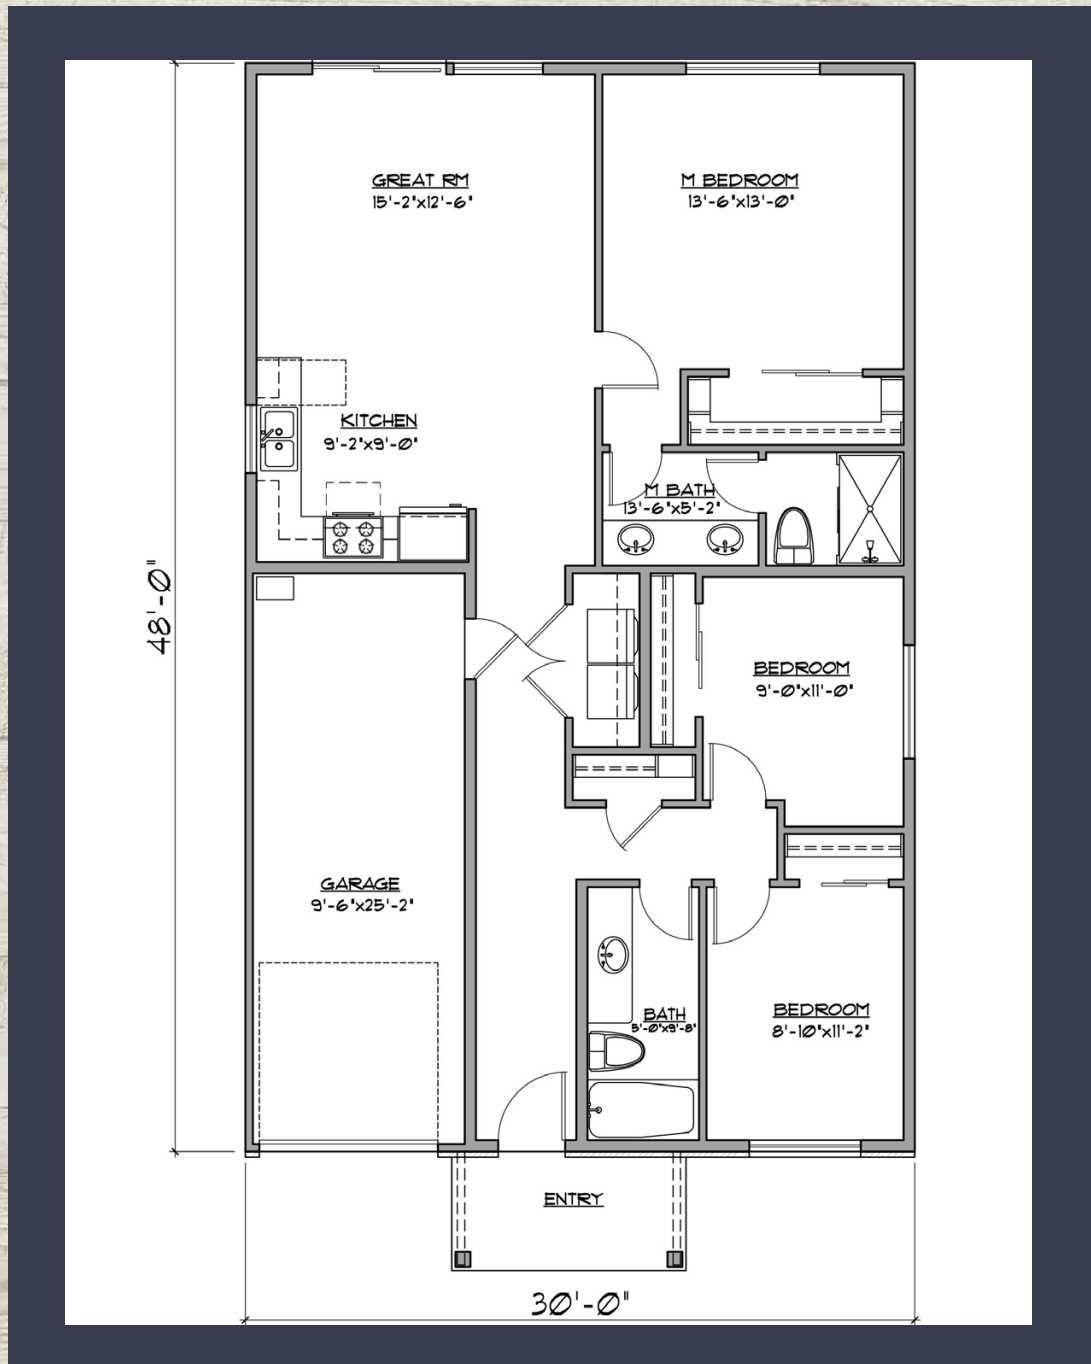 GREAT RM
15'-2"x12'-6"
M BEDROOM
13'-6"x13'-0"
KITCHEN
9'-2"x9'-0"
M BATH
13'-6"x5'-2"
48'-0"
BEDROOM
9'-0"x11'-0"
GARAGE
9'-6"x25'-2"
BATH
5'-0"x9'-8"
BEDROOM
8'-10"x11'-2"
ENTRY
30'-0"